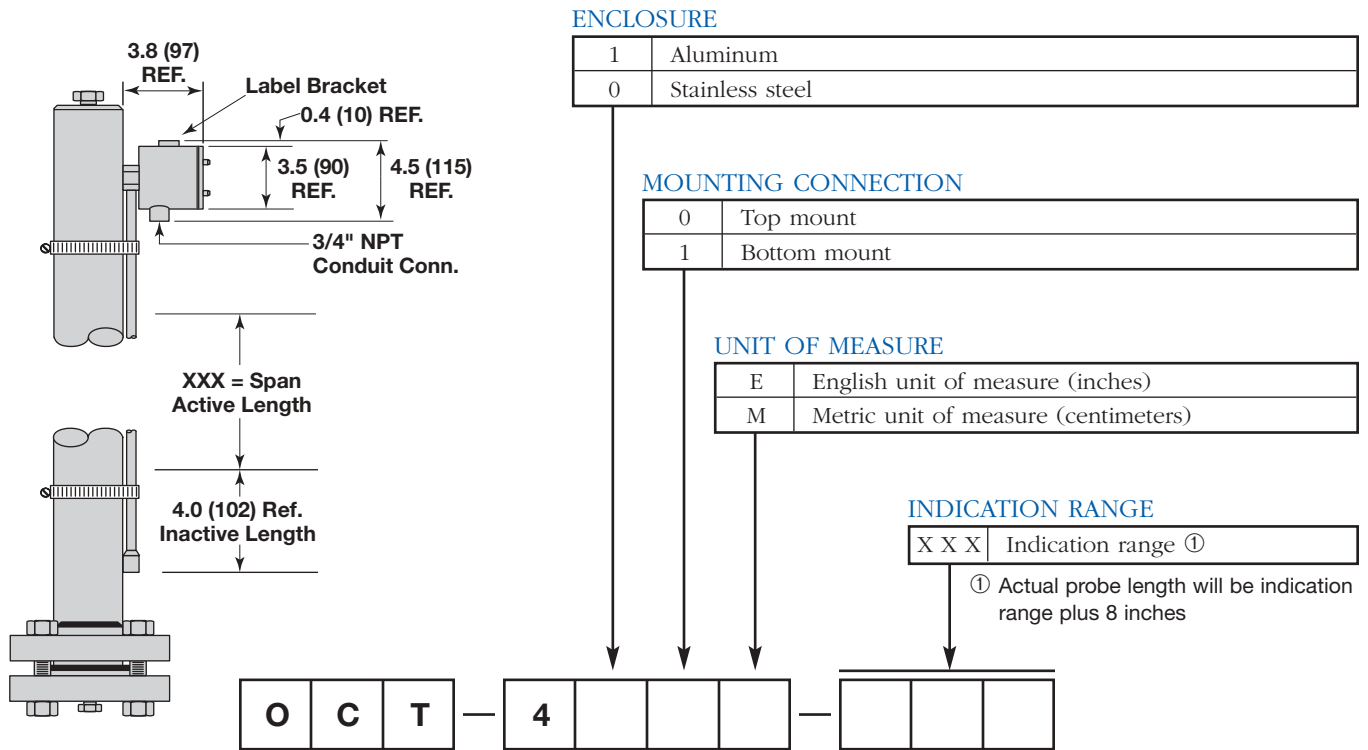 3.8 (97)
REF.
Label Bracket
0.4 (10) REF.
3.5 (90)
REF.
4.5 (115)
REF.
3/4" NPT
Conduit Conn.
XXX = Span
Active Length
4.0 (102) Ref.
Inactive Length
ENCLOSURE
1 Aluminum
0 Stainless steel
MOUNTING CONNECTION
0 Top mount
1 Bottom mount
UNIT OF MEASURE
E English unit of measure (inches)
M Metric unit of measure (centimeters)
INDICATION RANGE
X X X Indication range ①
① Actual probe length will be indication
range plus 8 inches
O C T — 4 —